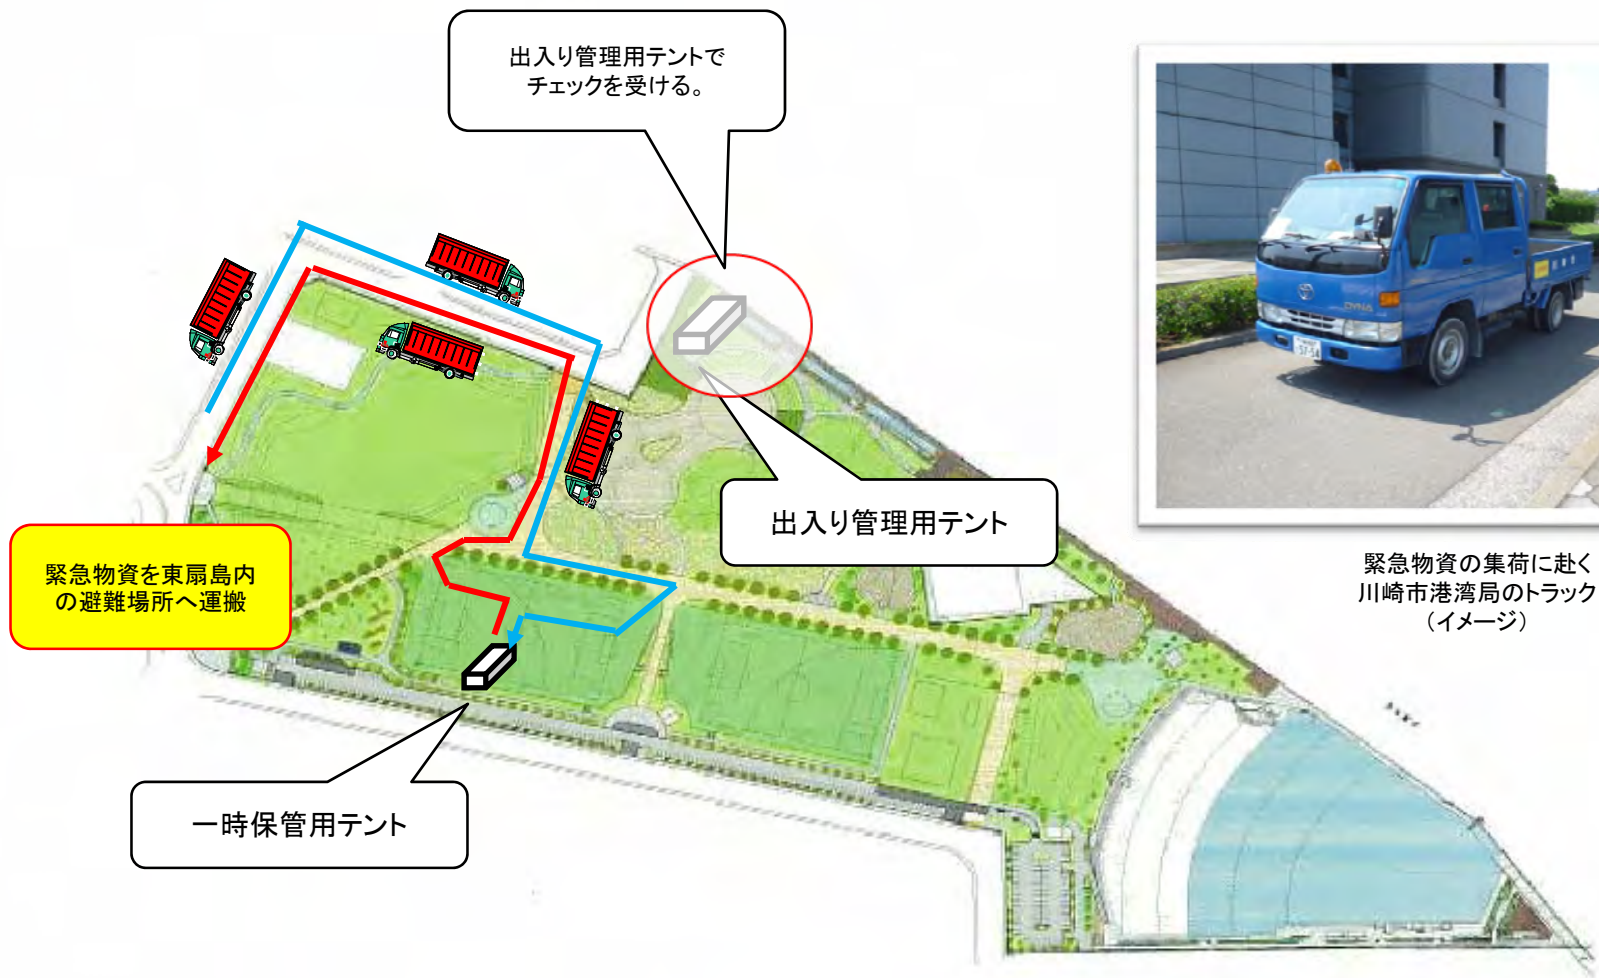 出入り管理用テントで
チェックを受ける。
出入り管理用テント
緊急物資を東扇島内
の避難場所へ運搬
一時保管用テント
DYNA
緊急物資の集荷に赴く
川崎市港湾局のトラック
（イメージ）